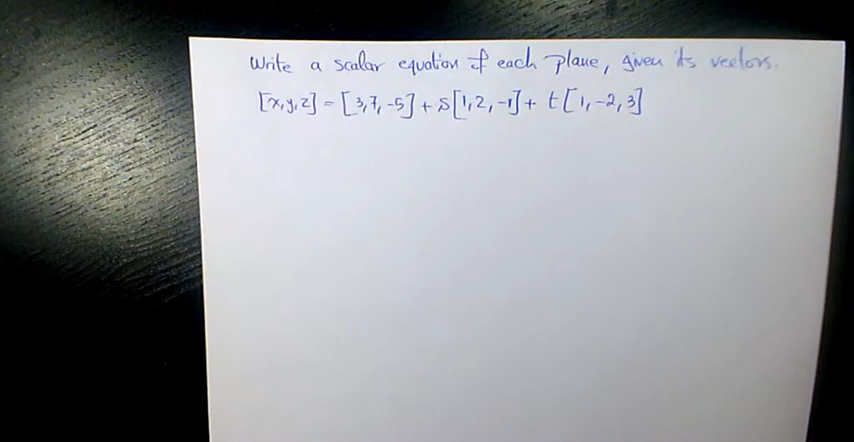 Write a scalar equation of each plane, given its vectors.
[x,y,z] = [3,7,-5] + s[1,2,-1] + t[1,-2,3]